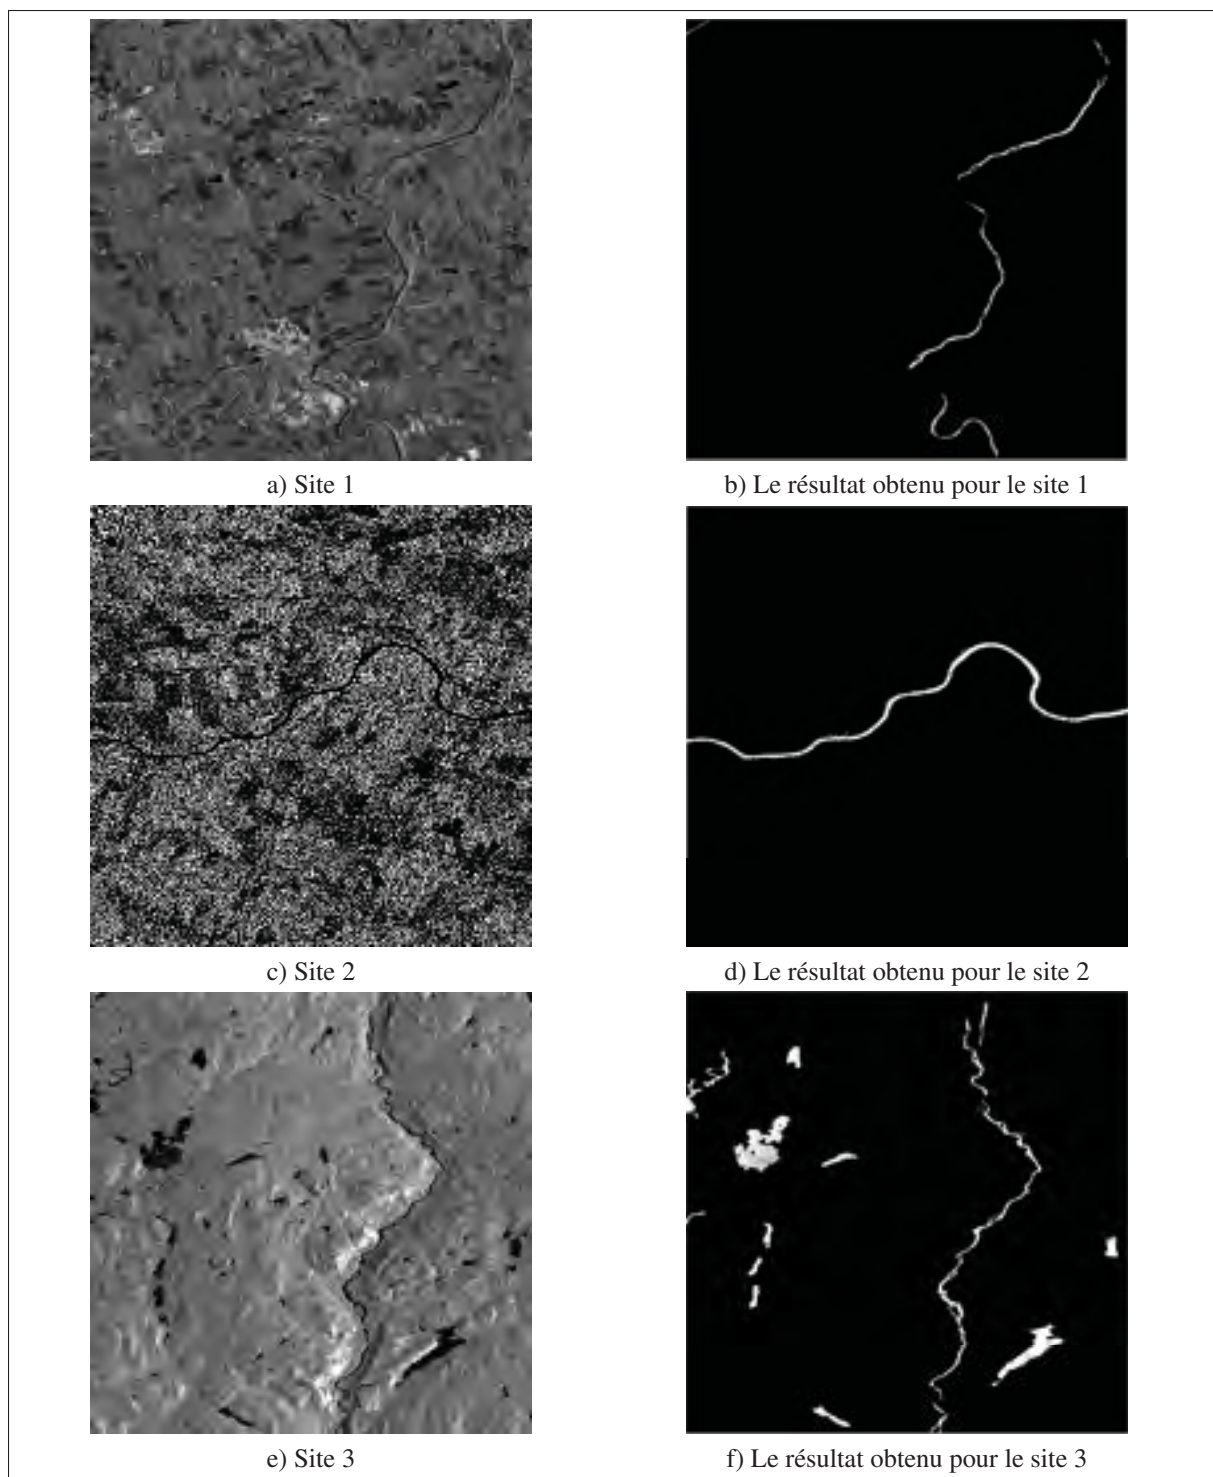 a) Site 1
b) Le résultat obtenu pour le site 1
c) Site 2
d) Le résultat obtenu pour le site 2
e) Site 3
f) Le résultat obtenu pour le site 3